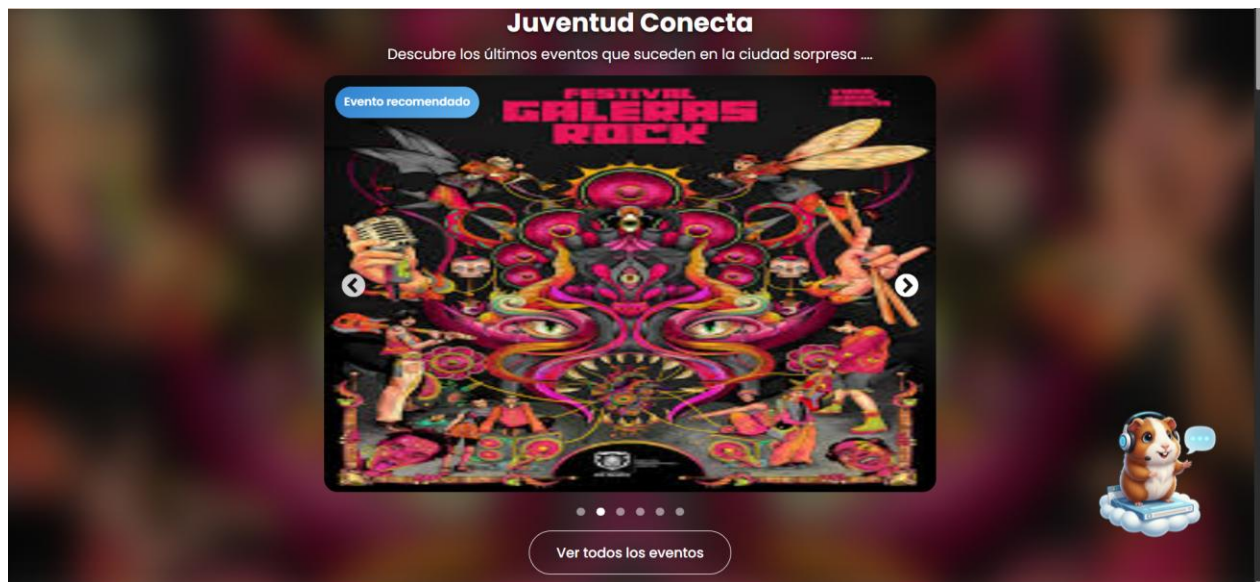 Juventud Conecta
Descubre los últimos eventos que suceden en la ciudad sorpresa ....
Evento recomendado
FESTIVAL
GALERAS
ROCK
Ver todos los eventos